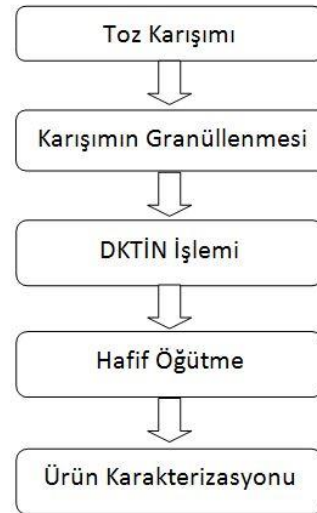 Toz Karışımı
Karışımın Granüllenmesi
DKTİN İşlemi
Hafif Öğütme
Ürün Karakterizasyonu